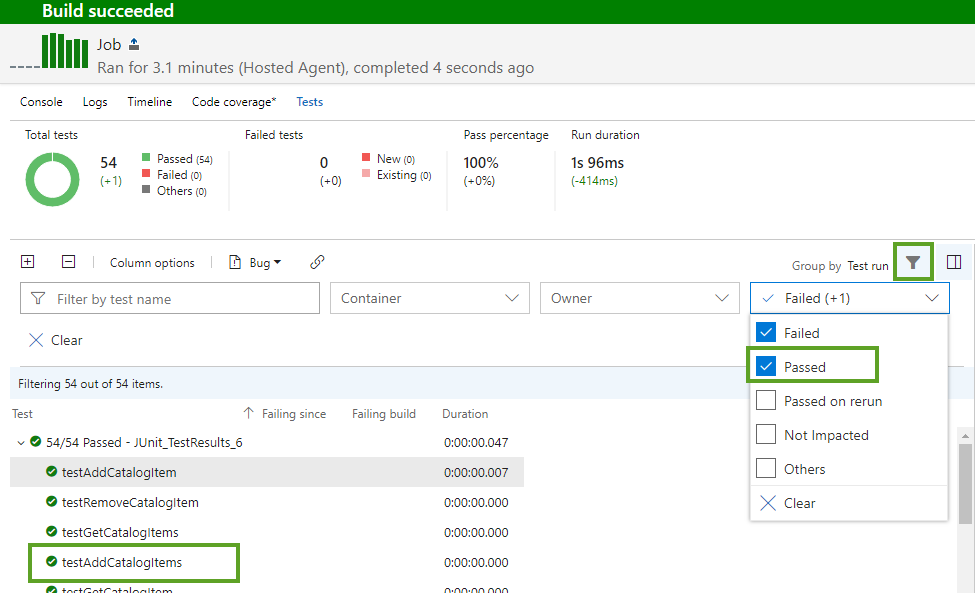 Build succeeded
Job
Ran for 3.1 minutes (Hosted Agent), completed 4 seconds ago
Console Logs Timeline Code coverage* Tests
Total tests Failed tests Pass percentage Run duration
54 Passed (54) 0 New (0) 100% 1s 96ms
(+1) Failed (0) (+0) Existing (0) (+0%) (-414ms)
Others (0)
Column options Bug Group by Test run
Filter by test name Container Owner Failed (+1)
Clear Failed
Passed
Filtering 54 out of 54 items.
Passed on rerun
Test Failing since Failing build Duration
Not Impacted
54/54 Passed - JUnit_TestResults_6 0:00:00.047
Others
testAddCatalogItem 0:00:00.007
testRemoveCatalogItem 0:00:00.000 Clear
testGetCatalogItems 0:00:00.000
testAddCatalogItems 0:00:00.000
testGetCatalogItem 0:00:00.000